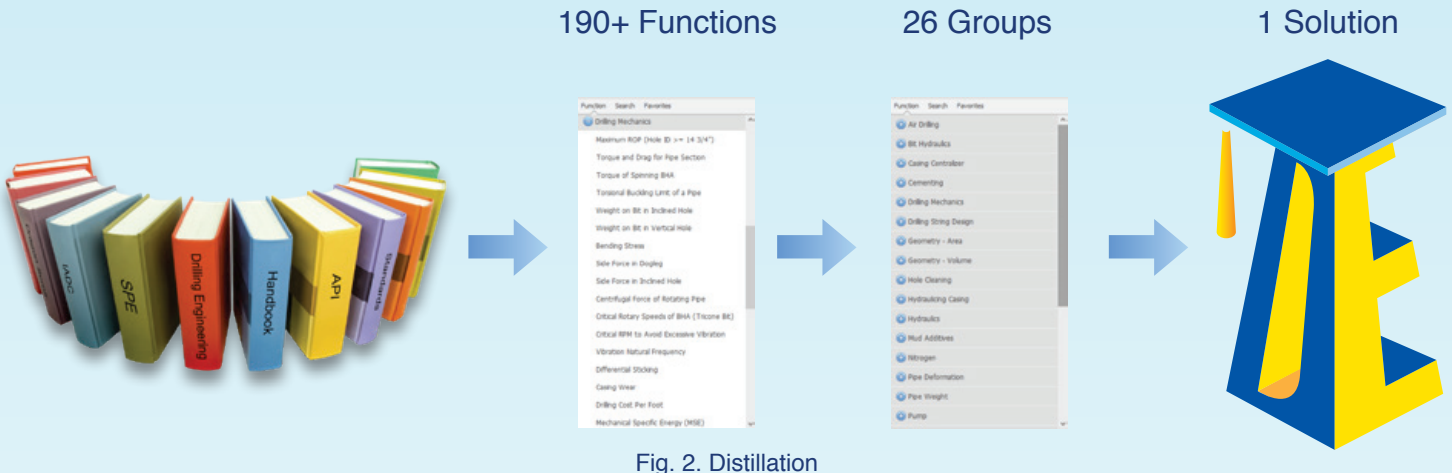 190+ Functions
26 Groups
1 Solution
IADC
SPE
Drilling Engineering
Handbook
API
Standards
Function Search Favorites
Drilling Mechanics
Maximum ROP (Hole ID >= 14 3/4")
Torque and Drag for Pipe Section
Torque of Spinning BHA
Torsional Buckling Limt of a Pipe
Weight on Bit in Inclined Hole
Weight on Bit in Vertical Hole
Bending Stress
Side Force in Dogleg
Side Force in Inclined Hole
Centrifugal Force of Rotating Pipe
Critical Rotary Speeds of BHA (Tricone Bit)
Critical RPM to Avoid Excessive Vibration
Vibration Natural Frequency
Differential Sticking
Casing Wear
Drilling Cost Per Foot
Mechanical Specific Energy (MSE)
Function Search Favorites
Air Drilling
Bit Hydraulics
Casing Centralizer
Cementing
Drilling Mechanics
Drilling String Design
Geometry - Area
Geometry - Volume
Hole Cleaning
Hydraulicing Casing
Hydraulics
Mud Additives
Nitrogen
Pipe Deformation
Pipe Weight
Pump
Fig. 2. Distillation